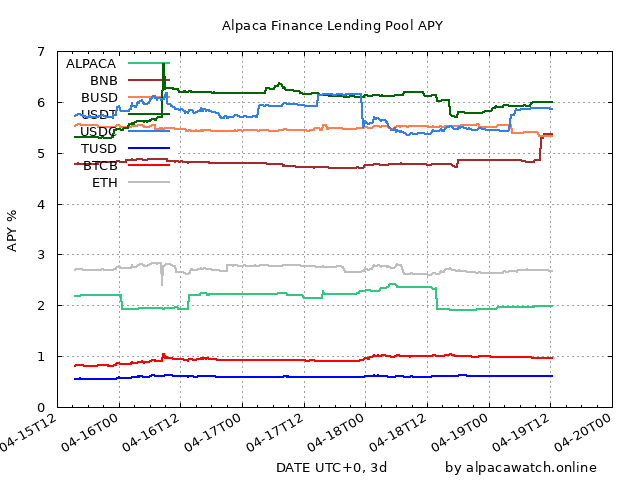 Alpaca Finance Lending Pool APY
7
6
5
4
3
2
1
0
APY %
ALPACA
BNB
BUSD
USDT
USDC
TUSD
BTCB
ETH
04-15T12
04-16T00
04-16T12
04-17T00
04-17T12
04-18T00
04-18T12
04-19T00
04-19T12
04-20T00
DATE UTC+0, 3d
by alpacawatch.online